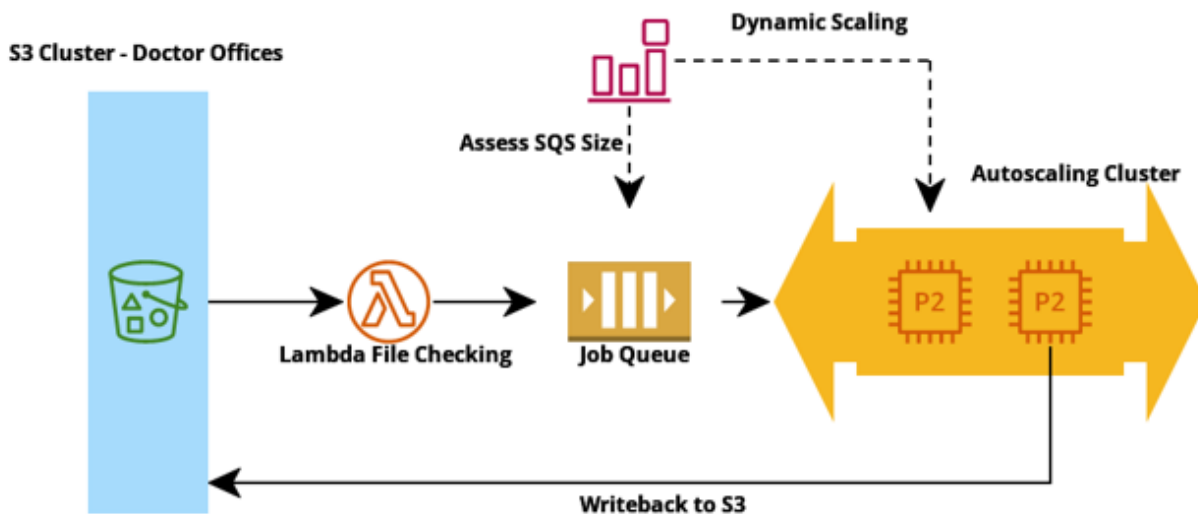 Dynamic Scaling
S3 Cluster - Doctor Offices
Assess SQS Size
Autoscaling Cluster
P2
P2
Lambda File Checking
Job Queue
Writeback to S3